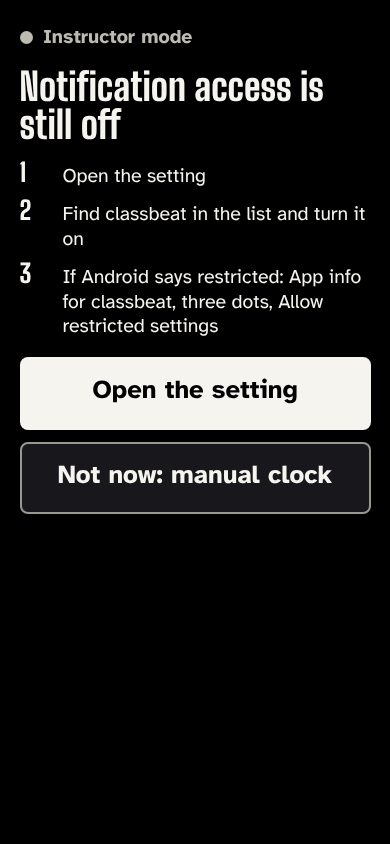 Instructor mode
Notification access is
still off
1 Open the setting
2 Find classbeat in the list and turn it
on
3 If Android says restricted: App info
for classbeat, three dots, Allow
restricted settings
Open the setting
Not now: manual clock